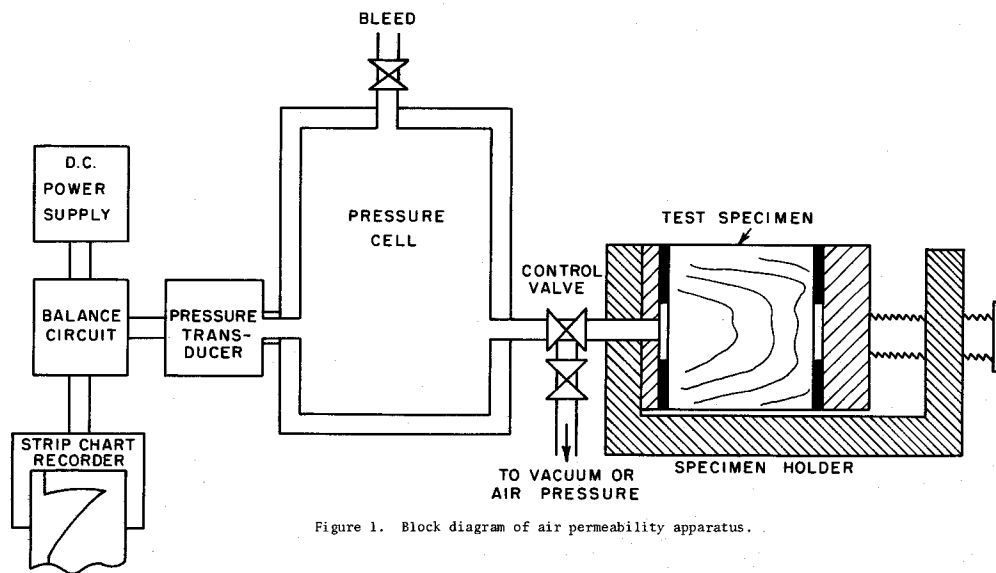 BLEED
D.C.
POWER
SUPPLY
PRESSURE
CELL
TEST SPECIMEN
CONTROL
VALVE
BALANCE
CIRCUIT
PRESSURE
TRANS-
DUCER
STRIP CHART
RECORDER
TO VACUUM OR
AIR PRESSURE
SPECIMEN HOLDER
Figure 1. Block diagram of air permeability apparatus.